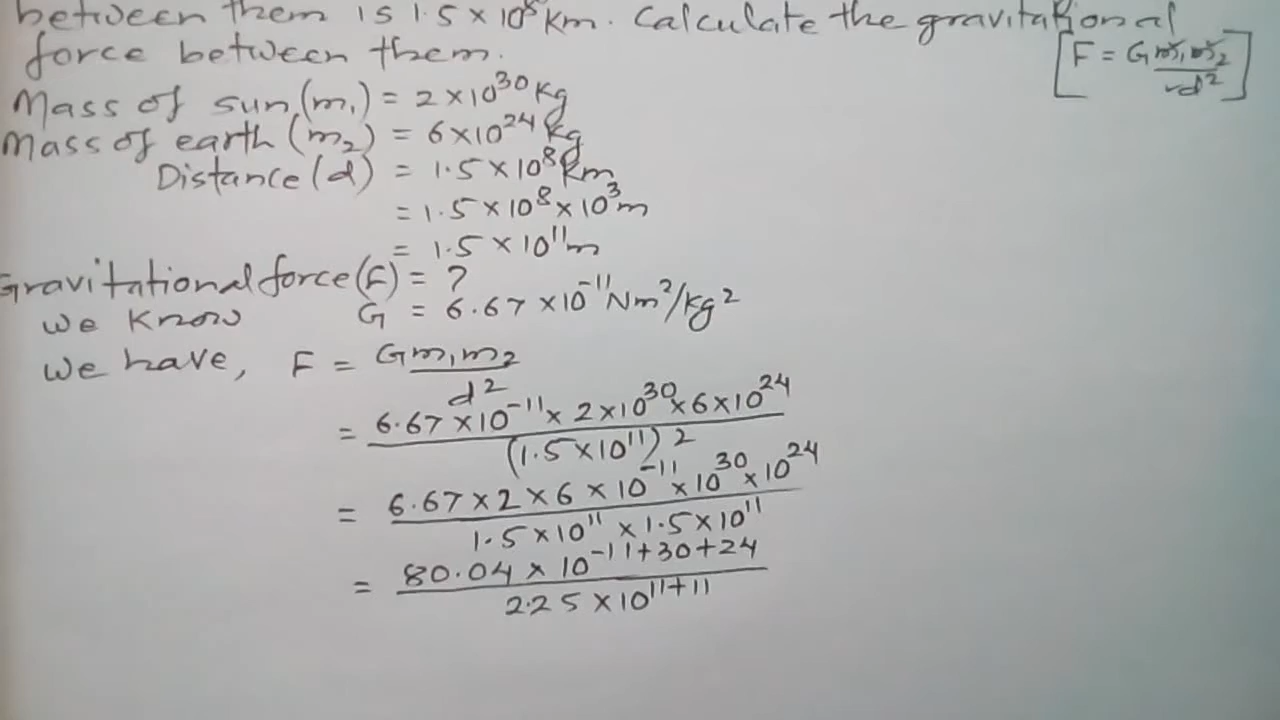 between them is 1.5 × 10⁸ km. Calculate the gravitational
force between them.
[F = G m₁m₂ / d²]
Mass of sun (m₁) = 2 × 10³⁰ kg
Mass of earth (m₂) = 6 × 10²⁴ kg
Distance (d) = 1.5 × 10⁸ km
= 1.5 × 10⁸ × 10³ m
= 1.5 × 10¹¹ m
Gravitational force (F) = ?
We know G = 6.67 × 10⁻¹¹ Nm²/kg²
We have, F = Gm₁m₂ / d²
= 6.67 × 10⁻¹¹ × 2 × 10³⁰ × 6 × 10²⁴ / (1.5 × 10¹¹)²
= 6.67 × 2 × 6 × 10⁻¹¹ × 10³⁰ × 10²⁴ / 1.5 × 10¹¹ × 1.5 × 10¹¹
= 80.04 × 10⁻¹¹⁺³⁰⁺²⁴ / 2.25 × 10¹¹⁺¹¹